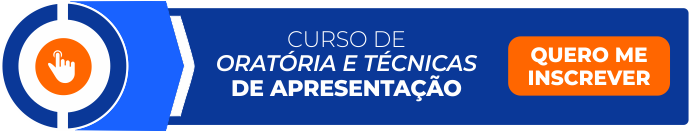 CURSO DE
ORATÓRIA E TÉCNICAS
DE APRESENTAÇÃO
QUERO ME
INSCREVER